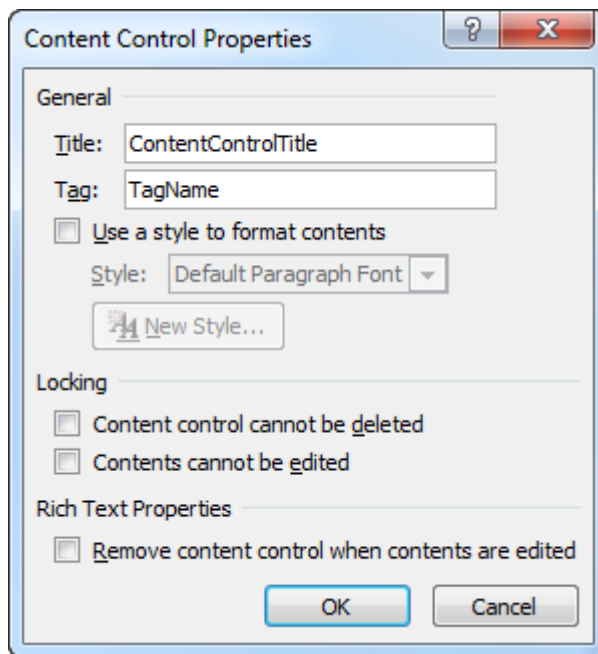 Content Control Properties
General
Title: ContentControlTitle
Tag: TagName
Use a style to format contents
Style: Default Paragraph Font
New Style...
Locking
Content control cannot be deleted
Contents cannot be edited
Rich Text Properties
Remove content control when contents are edited
OK Cancel